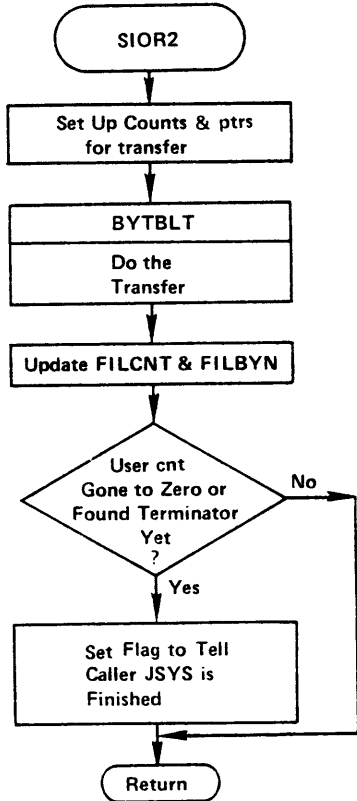 SIOR2
Set Up Counts & ptrs
for transfer
BYTBLT
Do the
Transfer
Update FILCNT & FILBYN
User cnt
Gone to Zero or
Found Terminator
Yet
?
No
Yes
Set Flag to Tell
Caller JSYS is
Finished
Return